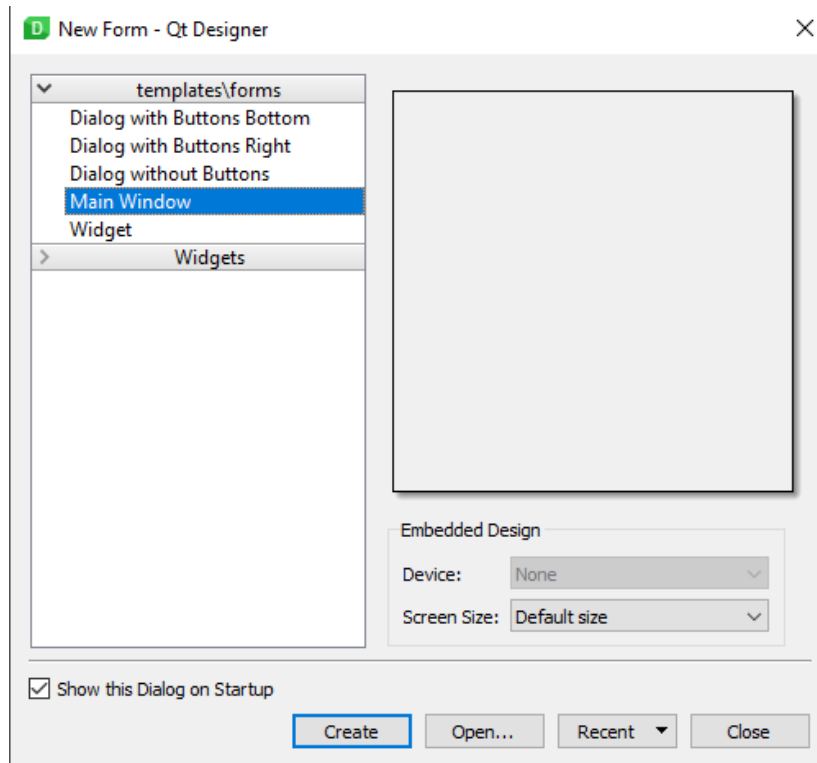 D New Form - Qt Designer
templates\forms
Dialog with Buttons Bottom
Dialog with Buttons Right
Dialog without Buttons
Main Window
Widget
Widgets
Embedded Design
Device: None
Screen Size: Default size
Show this Dialog on Startup
Create Open... Recent Close